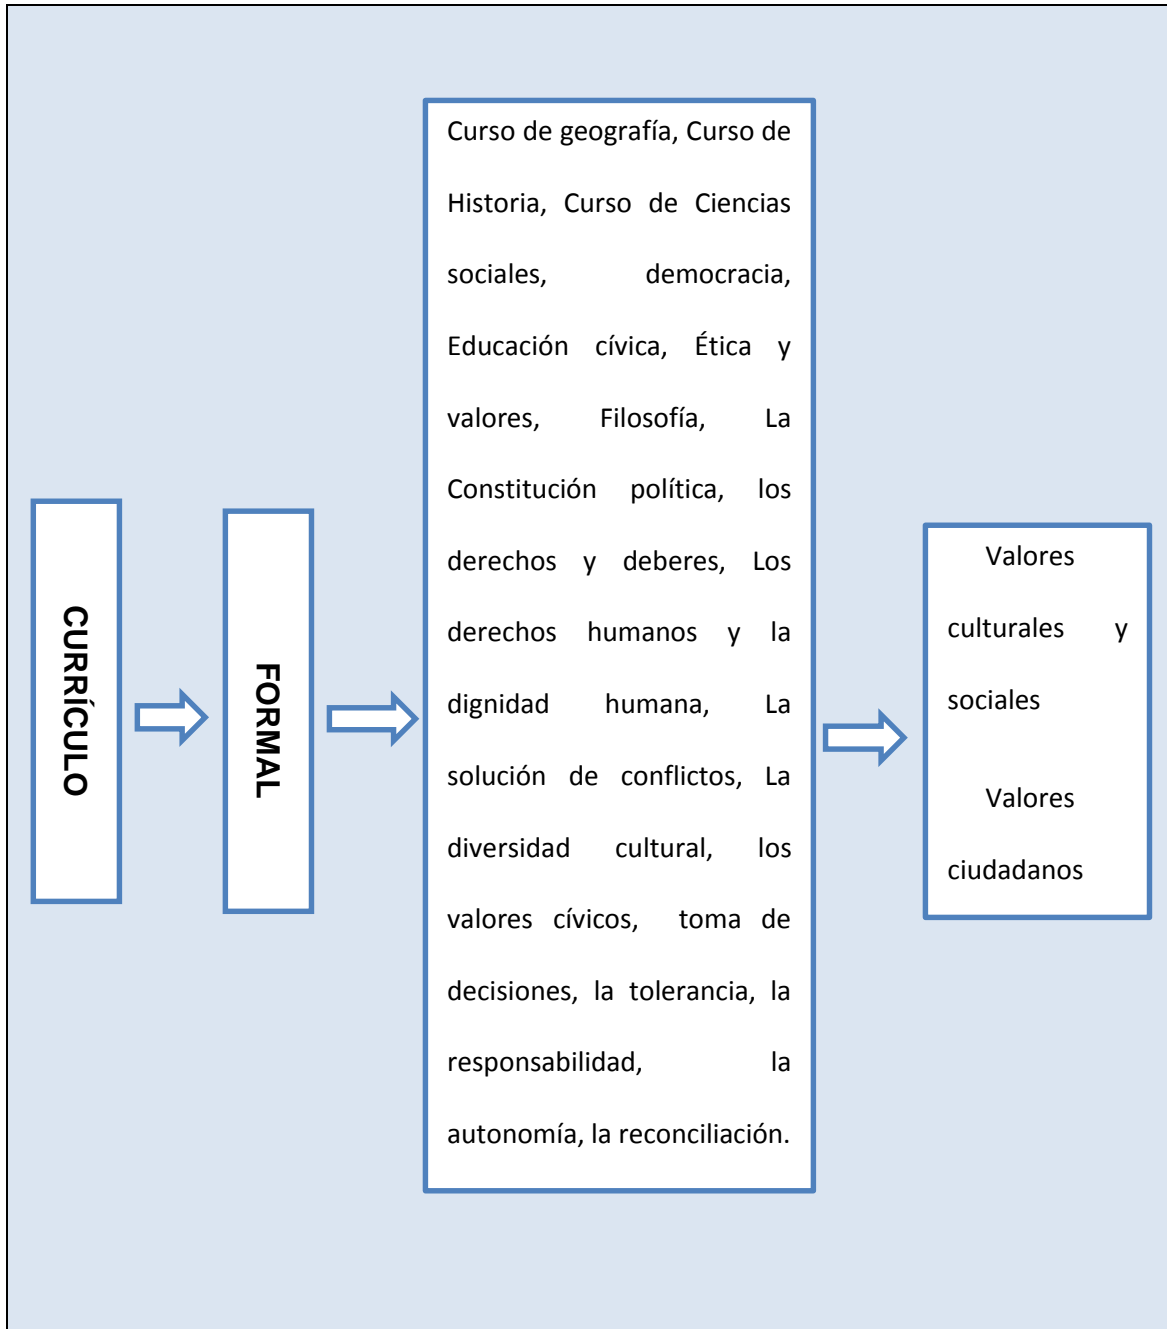 CURRÍCULO
FORMAL
Curso de geografía, Curso de
Historia, Curso de Ciencias
sociales, democracia,
Educación cívica, Ética y
valores, Filosofía, La
Constitución política, los
derechos y deberes, Los
derechos humanos y la
dignidad humana, La
solución de conflictos, La
diversidad cultural, los
valores cívicos, toma de
decisiones, la tolerancia, la
responsabilidad, la
autonomía, la reconciliación.
Valores
culturales y
sociales
Valores
ciudadanos